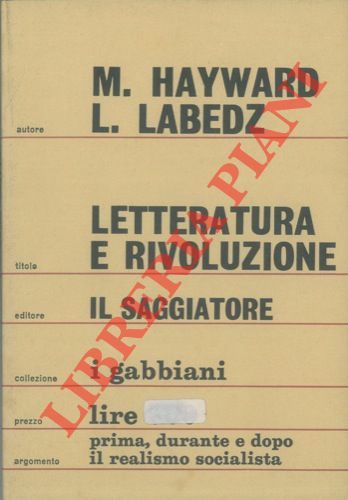 autore
M. HAYWARD
L. LABEDZ
titolo
LETTERATURA
E RIVOLUZIONE
editore
IL SAGGIATORE
collezione
i gabbiani
prezzo
lire
argomento
prima, durante e dopo
il realismo socialista
LIBRERIA PIANI